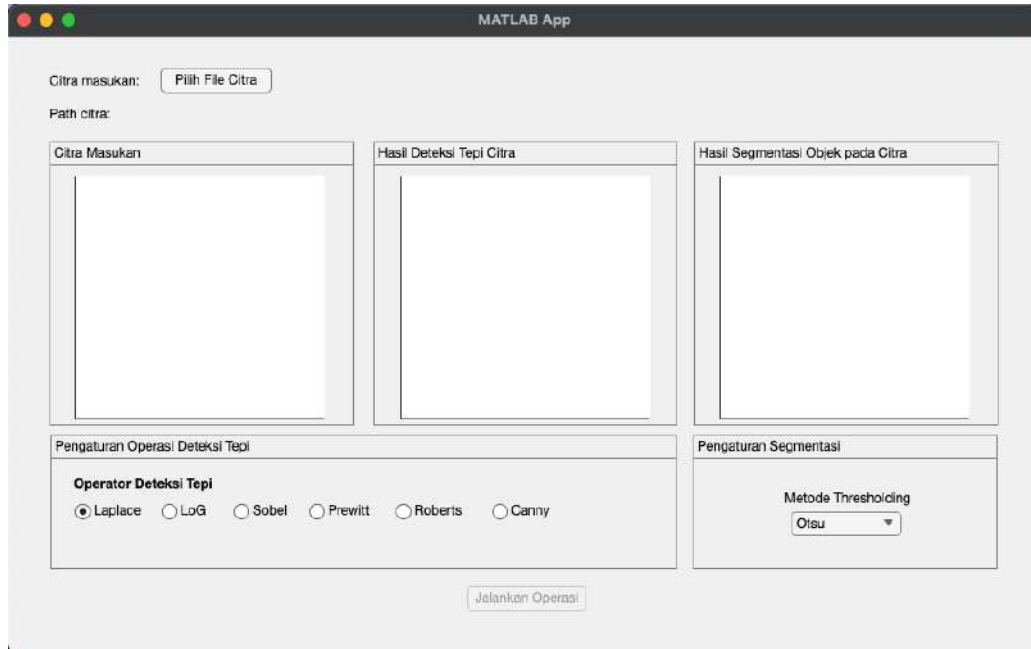 MATLAB App
Citra masukan: Pilih File Citra
Path citra:
Citra Masukan
Hasil Deteksi Tepi Citra
Hasil Segmentasi Objek pada Citra
Pengaturan Operasi Deteksi Tepi
Pengaturan Segmentasi
Operator Deteksi Tepi
Laplace LoG Sobel Prewitt Roberts Canny
Metode Thresholding
Otsu
Jalankan Operasi